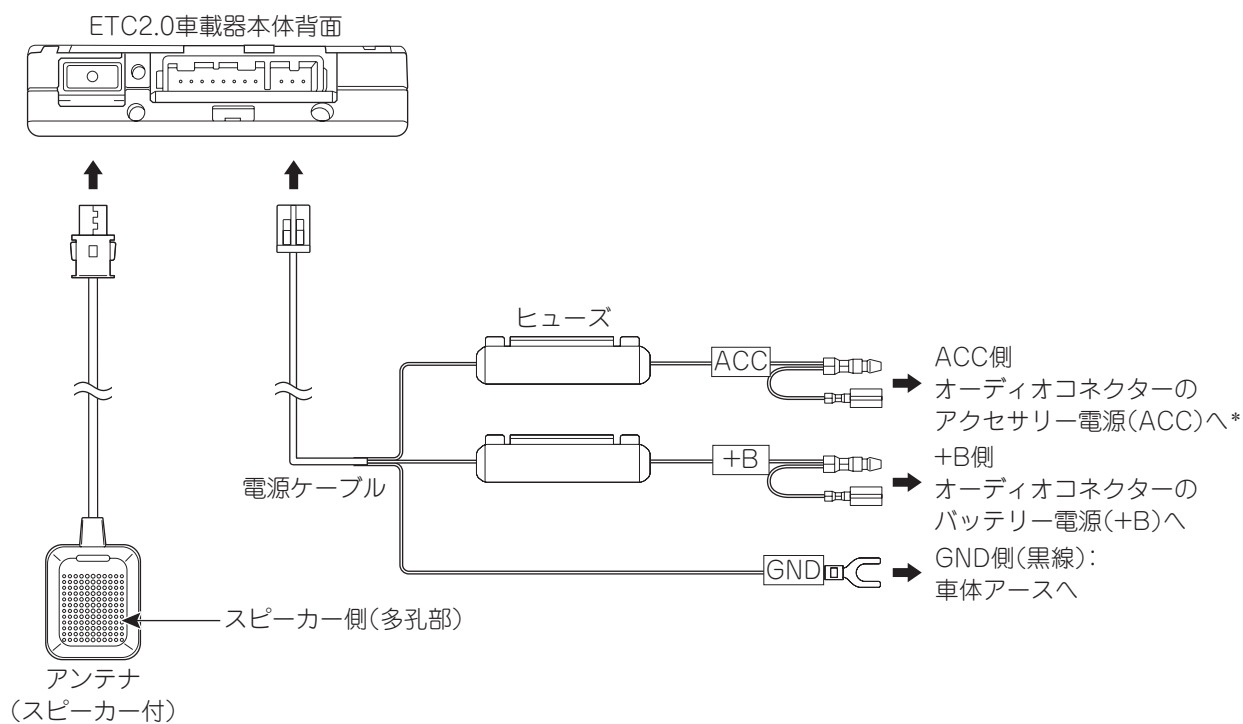 ETC2.0車載器本体背面
ヒューズ
ACC
ACC側
オーディオコネクターの
アクセサリー電源(ACC)へ*
+B
+B側
オーディオコネクターの
バッテリー電源(+B)へ
電源ケーブル
GND
GND側(黒線):
車体アースへ
スピーカー側(多孔部)
アンテナ
(スピーカー付)